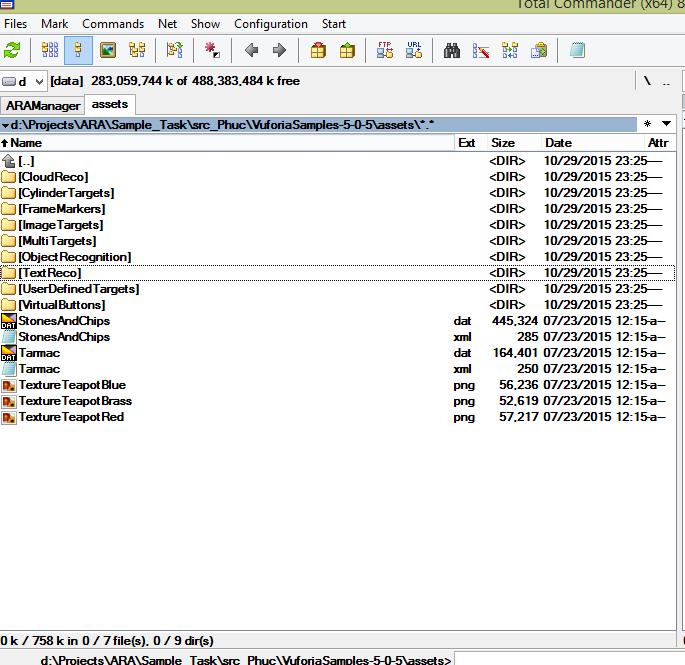 Total Commander (x64) 8
Files Mark Commands Net Show Configuration Start
FTP URL
d [data] 283,059,744 k of 488,383,484 k free \ ..
ARAManager assets
d:\Projects\ARA\Sample_Task\src_Phuc\VuforiaSamples-5-0-5\assets\*.* *
Name Ext Size Date Attr
[..] <DIR> 10/29/2015 23:25 ----
[CloudReco] <DIR> 10/29/2015 23:25 ----
[CylinderTargets] <DIR> 10/29/2015 23:25 ----
[FrameMarkers] <DIR> 10/29/2015 23:25 ----
[ImageTargets] <DIR> 10/29/2015 23:25 ----
[MultiTargets] <DIR> 10/29/2015 23:25 ----
[ObjectRecognition] <DIR> 10/29/2015 23:25 ----
[TextReco] <DIR> 10/29/2015 23:25 ----
[UserDefinedTargets] <DIR> 10/29/2015 23:25 ----
[VirtualButtons] <DIR> 10/29/2015 23:25 ----
DAT StonesAndChips dat 445,324 07/23/2015 12:15 -a--
StonesAndChips xml 285 07/23/2015 12:15 -a--
DAT Tarmac dat 164,401 07/23/2015 12:15 -a--
Tarmac xml 250 07/23/2015 12:15 -a--
TextureTeapotBlue png 56,236 07/23/2015 12:15 -a--
TextureTeapotBrass png 52,619 07/23/2015 12:15 -a--
TextureTeapotRed png 57,217 07/23/2015 12:15 -a--
0 k / 758 k in 0 / 7 file(s), 0 / 9 dir(s)
d:\Projects\ARA\Sample_Task\src_Phuc\VuforiaSamples-5-0-5\assets>